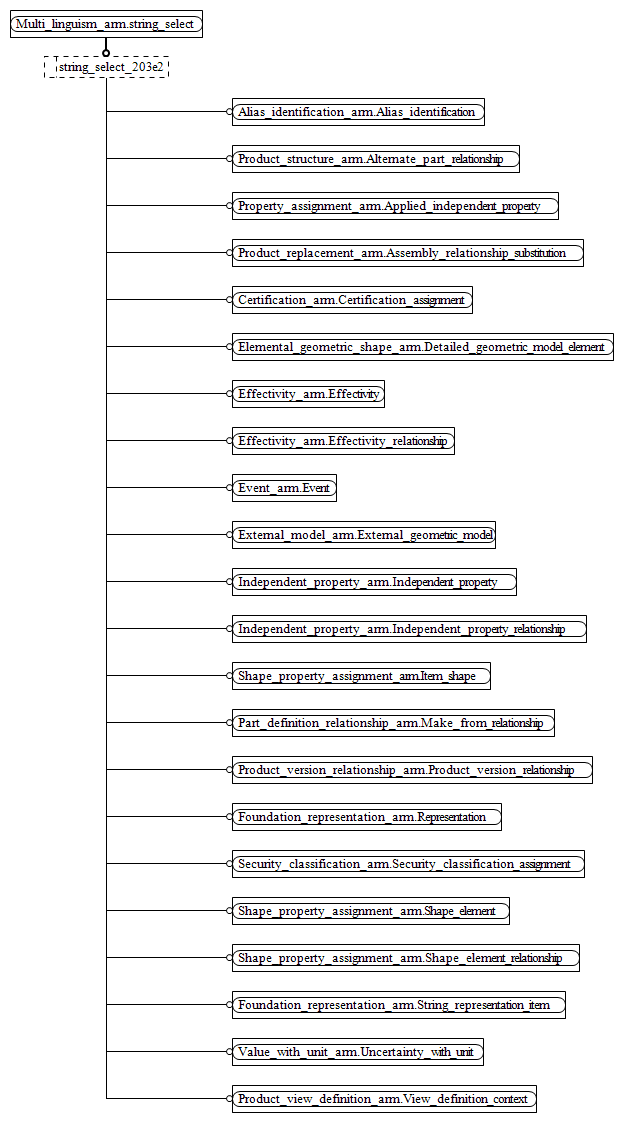 Multi_linguism_arm.string_select
string_select_203e2
Alias_identification_arm.Alias_identification
Product_structure_arm.Alternate_part_relationship
Property_assignment_arm.Applied_independent_property
Product_replacement_arm.Assembly_relationship_substitution
Certification_arm.Certification_assignment
Elemental_geometric_shape_arm.Detailed_geometric_model_element
Effectivity_arm.Effectivity
Effectivity_arm.Effectivity_relationship
Event_arm.Event
External_model_arm.External_geometric_model
Independent_property_arm.Independent_property
Independent_property_arm.Independent_property_relationship
Shape_property_assignment_arm.Item_shape
Part_definition_relationship_arm.Make_from_relationship
Product_version_relationship_arm.Product_version_relationship
Foundation_representation_arm.Representation
Security_classification_arm.Security_classification_assignment
Shape_property_assignment_arm.Shape_element
Shape_property_assignment_arm.Shape_element_relationship
Foundation_representation_arm.String_representation_item
Value_with_unit_arm.Uncertainty_with_unit
Product_view_definition_arm.View_definition_context